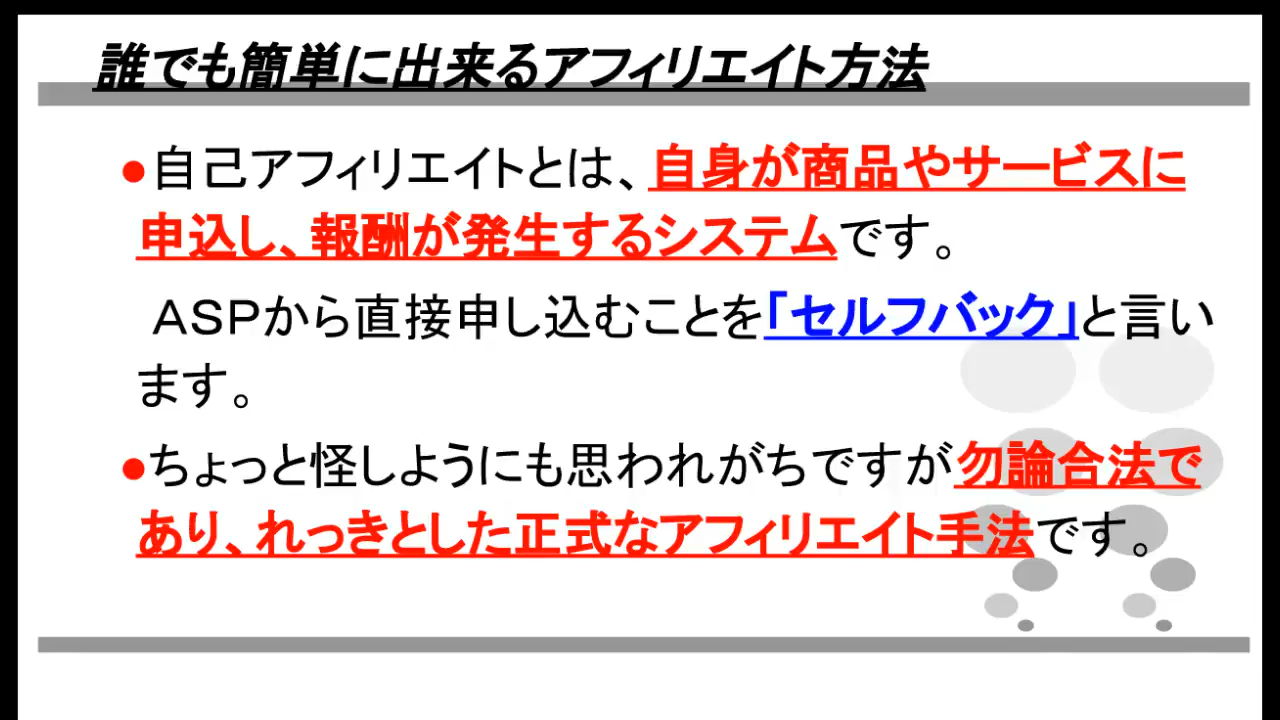 誰でも簡単に出来るアフィリエイト方法
●自己アフィリエイトとは、自身が商品やサービスに
申込し、報酬が発生するシステムです。
ＡＳＰから直接申し込むことを「セルフバック」と言い
ます。
●ちょっと怪しようにも思われがちですが勿論合法で
あり、れっきとした正式なアフィリエイト手法です。